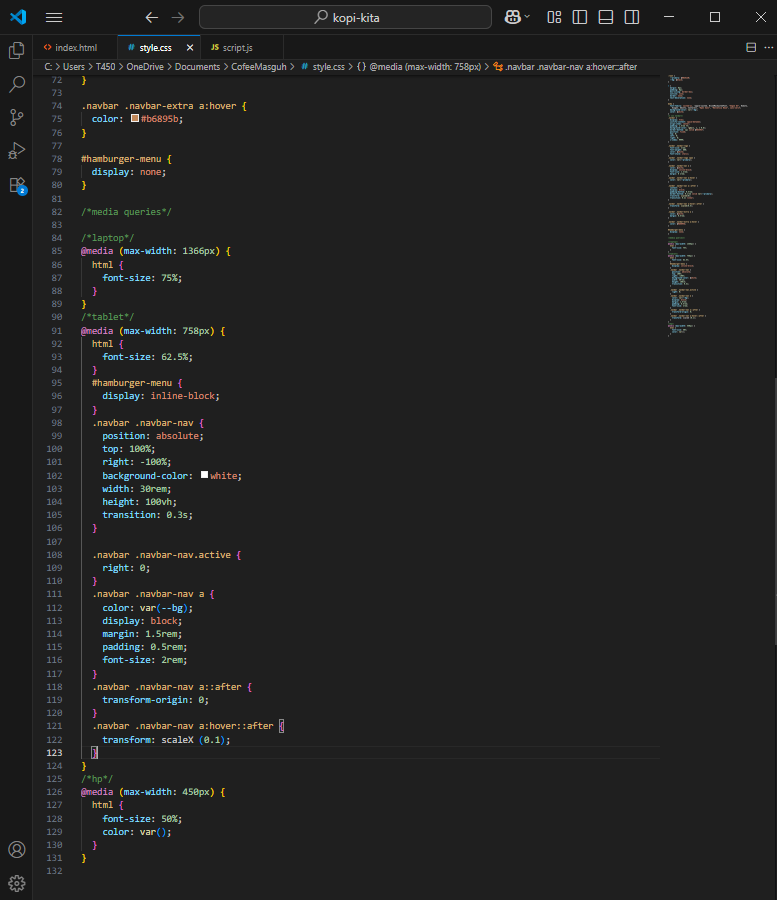 kopi-kita
index.html
# style.css
JS script.js
C: > Users > T450 > OneDrive > Documents > CofeeMasguh > # style.css > {} @media (max-width: 758px) > .navbar .navbar-nav a:hover::after
72 }
73
74 .navbar .navbar-extra a:hover {
75 color: #b6895b;
76 }
77
78 #hamburger-menu {
79 display: none;
80 }
81
82 /*media queries*/
83
84 /*laptop*/
85 @media (max-width: 1366px) {
86 html {
87 font-size: 75%;
88 }
89 }
90 /*tablet*/
91 @media (max-width: 758px) {
92 html {
93 font-size: 62.5%;
94 }
95 #hamburger-menu {
96 display: inline-block;
97 }
98 .navbar .navbar-nav {
99 position: absolute;
100 top: 100%;
101 right: -100%;
102 background-color: white;
103 width: 30rem;
104 height: 100vh;
105 transition: 0.3s;
106 }
107
108 .navbar .navbar-nav.active {
109 right: 0;
110 }
111 .navbar .navbar-nav a {
112 color: var(--bg);
113 display: block;
114 margin: 1.5rem;
115 padding: 0.5rem;
116 font-size: 2rem;
117 }
118 .navbar .navbar-nav a::after {
119 transform-origin: 0;
120 }
121 .navbar .navbar-nav a:hover::after {
122 transform: scaleX (0.1);
123 }
124 }
125 /*hp*/
126 @media (max-width: 450px) {
127 html {
128 font-size: 50%;
129 color: var();
130 }
131 }
132
2